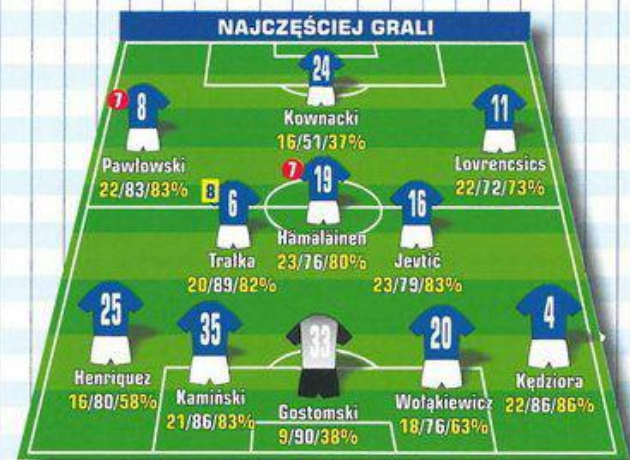 NAJCZĘŚCIEJ GRALI
24
Kownacki
16/51/37%
7
8
Pawłowski
22/83/83%
11
Lovrencsics
22/72/73%
7
19
Hämäläinen
23/76/80%
8
6
Trałka
20/89/82%
16
Jevtić
23/79/83%
25
Henriquez
16/80/58%
35
Kamiński
21/86/83%
33
Gostomski
9/90/38%
20
Wołąkiewicz
18/76/63%
4
Kędziora
22/86/86%